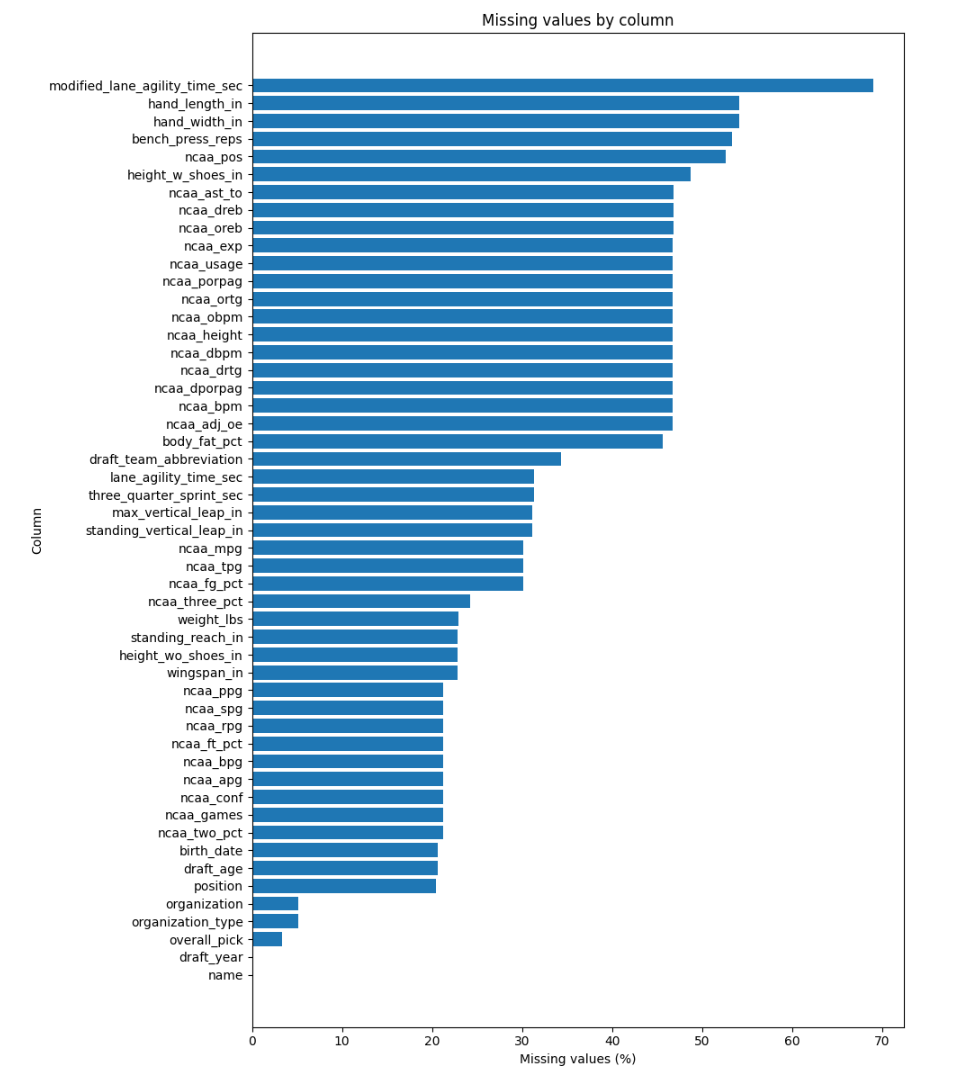 Missing values by column
modified_lane_agility_time_sec
hand_length_in
hand_width_in
bench_press_reps
ncaa_pos
height_w_shoes_in
ncaa_ast_to
ncaa_dreb
ncaa_oreb
ncaa_exp
ncaa_usage
ncaa_porpag
ncaa_ortg
ncaa_obpm
ncaa_height
ncaa_dbpm
ncaa_drtg
ncaa_dporpag
ncaa_bpm
ncaa_adj_oe
body_fat_pct
draft_team_abbreviation
lane_agility_time_sec
three_quarter_sprint_sec
max_vertical_leap_in
standing_vertical_leap_in
ncaa_mpg
ncaa_tpg
ncaa_fg_pct
ncaa_three_pct
weight_lbs
standing_reach_in
height_wo_shoes_in
wingspan_in
ncaa_ppg
ncaa_spg
ncaa_rpg
ncaa_ft_pct
ncaa_bpg
ncaa_apg
ncaa_conf
ncaa_games
ncaa_two_pct
birth_date
draft_age
position
organization
organization_type
overall_pick
draft_year
name
Column
0 10 20 30 40 50 60 70
Missing values (%)